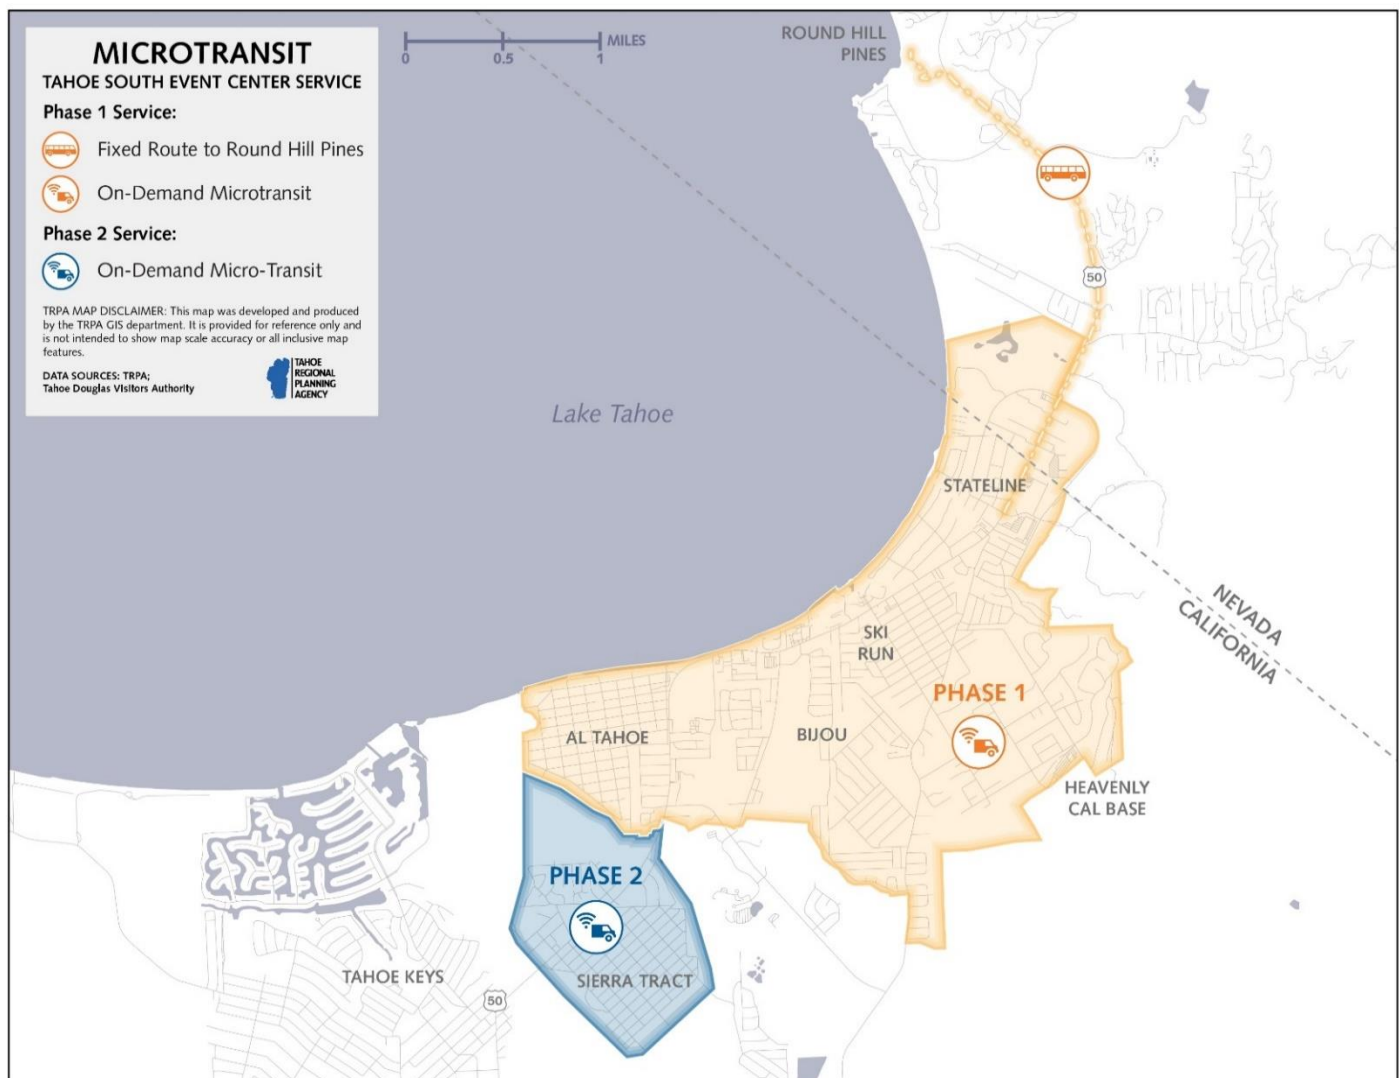 MICROTRANSIT
TAHOE SOUTH EVENT CENTER SERVICE
Phase 1 Service:
Fixed Route to Round Hill Pines
On-Demand Microtransit
Phase 2 Service:
On-Demand Micro-Transit
TRPA MAP DISCLAIMER: This map was developed and produced
by the TRPA GIS department. It is provided for reference only and
is not intended to show map scale accuracy or all inclusive map
features.
DATA SOURCES: TRPA;
Tahoe Douglas Visitors Authority
TAHOE
REGIONAL
PLANNING
AGENCY
MILES
0 0.5 1
ROUND HILL
PINES
50
Lake Tahoe
STATELINE
NEVADA
CALIFORNIA
SKI
RUN
PHASE 1
AL TAHOE
BIJOU
HEAVENLY
CAL BASE
PHASE 2
TAHOE KEYS
SIERRA TRACT
50